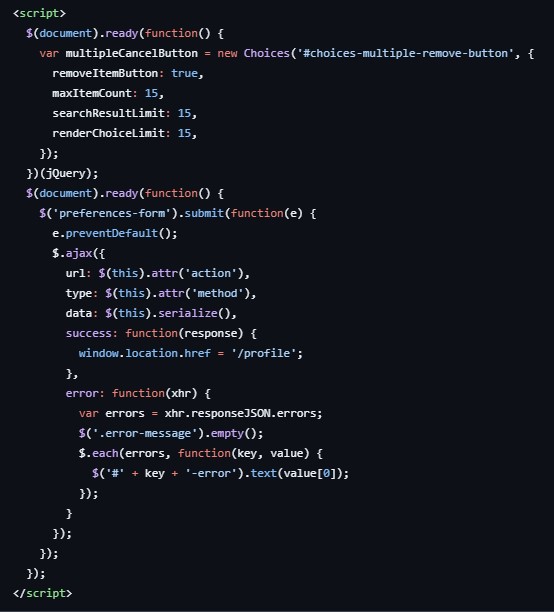 <script>
  $(document).ready(function() {
    var multipleCancelButton = new Choices('#choices-multiple-remove-button', {
      removeItemButton: true,
      maxItemCount: 15,
      searchResultLimit: 15,
      renderChoiceLimit: 15,
    });
  })(jQuery);
  $(document).ready(function() {
    $('preferences-form').submit(function(e) {
      e.preventDefault();
      $.ajax({
        url: $(this).attr('action'),
        type: $(this).attr('method'),
        data: $(this).serialize(),
        success: function(response) {
          window.location.href = '/profile';
        },
        error: function(xhr) {
          var errors = xhr.responseJSON.errors;
          $('.error-message').empty();
          $.each(errors, function(key, value) {
            $('#' + key + '-error').text(value[0]);
          });
        }
      });
    });
  });
</script>